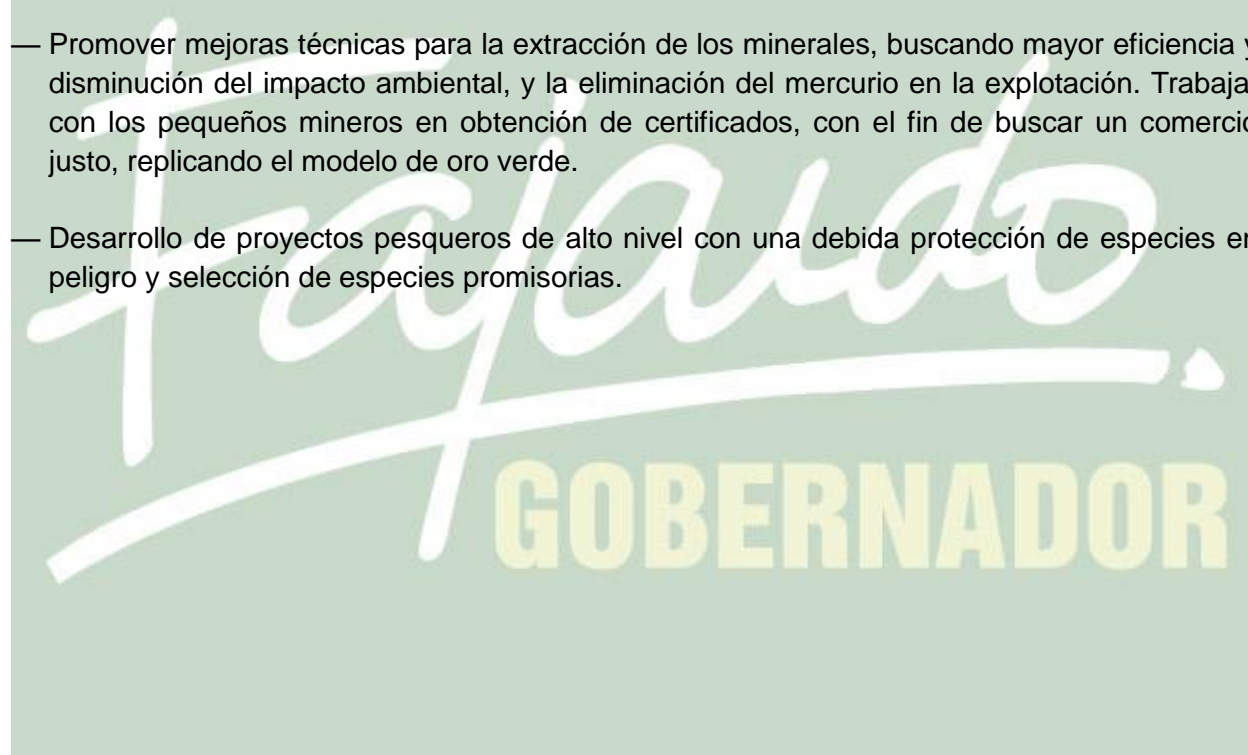 — Promover mejoras técnicas para la extracción de los minerales, buscando mayor eficiencia y
disminución del impacto ambiental, y la eliminación del mercurio en la explotación. Trabaja
con los pequeños mineros en obtención de certificados, con el fin de buscar un comercio
justo, replicando el modelo de oro verde.
— Desarrollo de proyectos pesqueros de alto nivel con una debida protección de especies en
peligro y selección de especies promisorias.
Fajardo.
GOBERNADOR